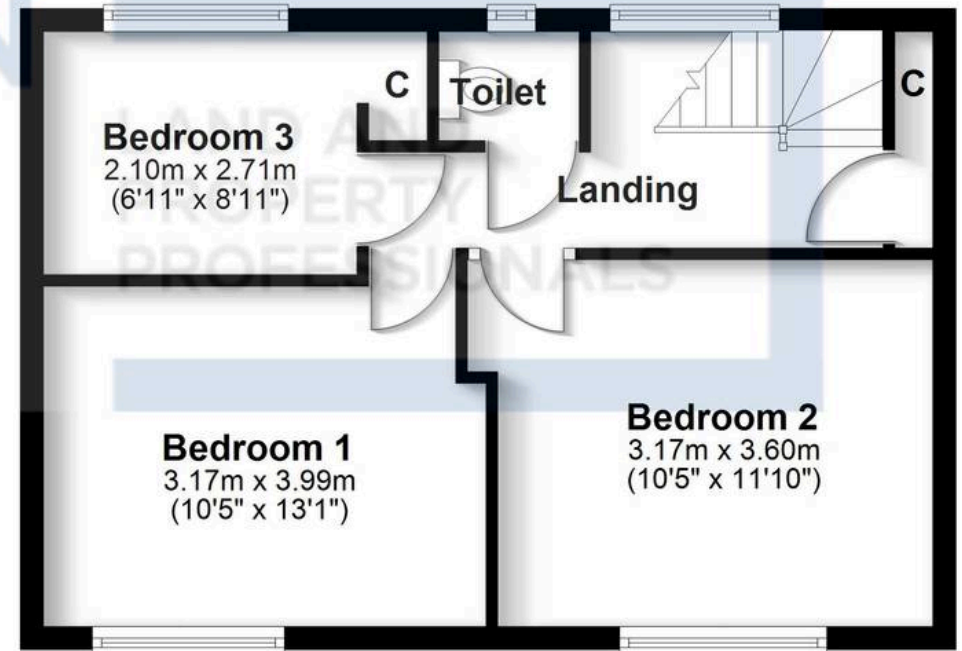 C
Toilet
C
Bedroom 3
2.10m x 2.71m
(6'11" x 8'11")
Landing
LAND AND
PROPERTY
PROFESSIONALS
Bedroom 1
3.17m x 3.99m
(10'5" x 13'1")
Bedroom 2
3.17m x 3.60m
(10'5" x 11'10")